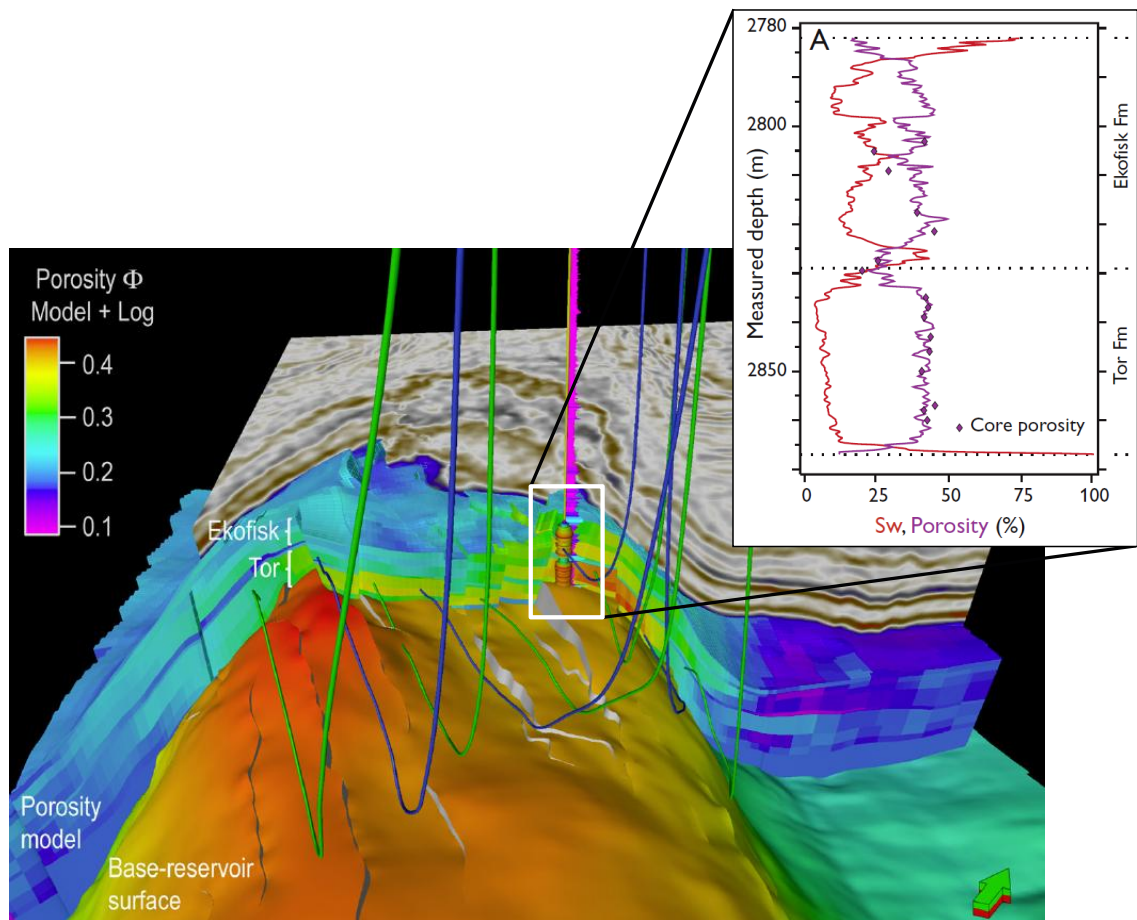 Porosity Φ
Model + Log
0.4
0.3
0.2
0.1
Ekofisk {
Tor {
Porosity
model
Base-reservoir
surface
A
2780
2800
2850
Measured depth (m)
Ekofisk Fm
Tor Fm
Core porosity
0 25 50 75 100
Sw, Porosity (%)